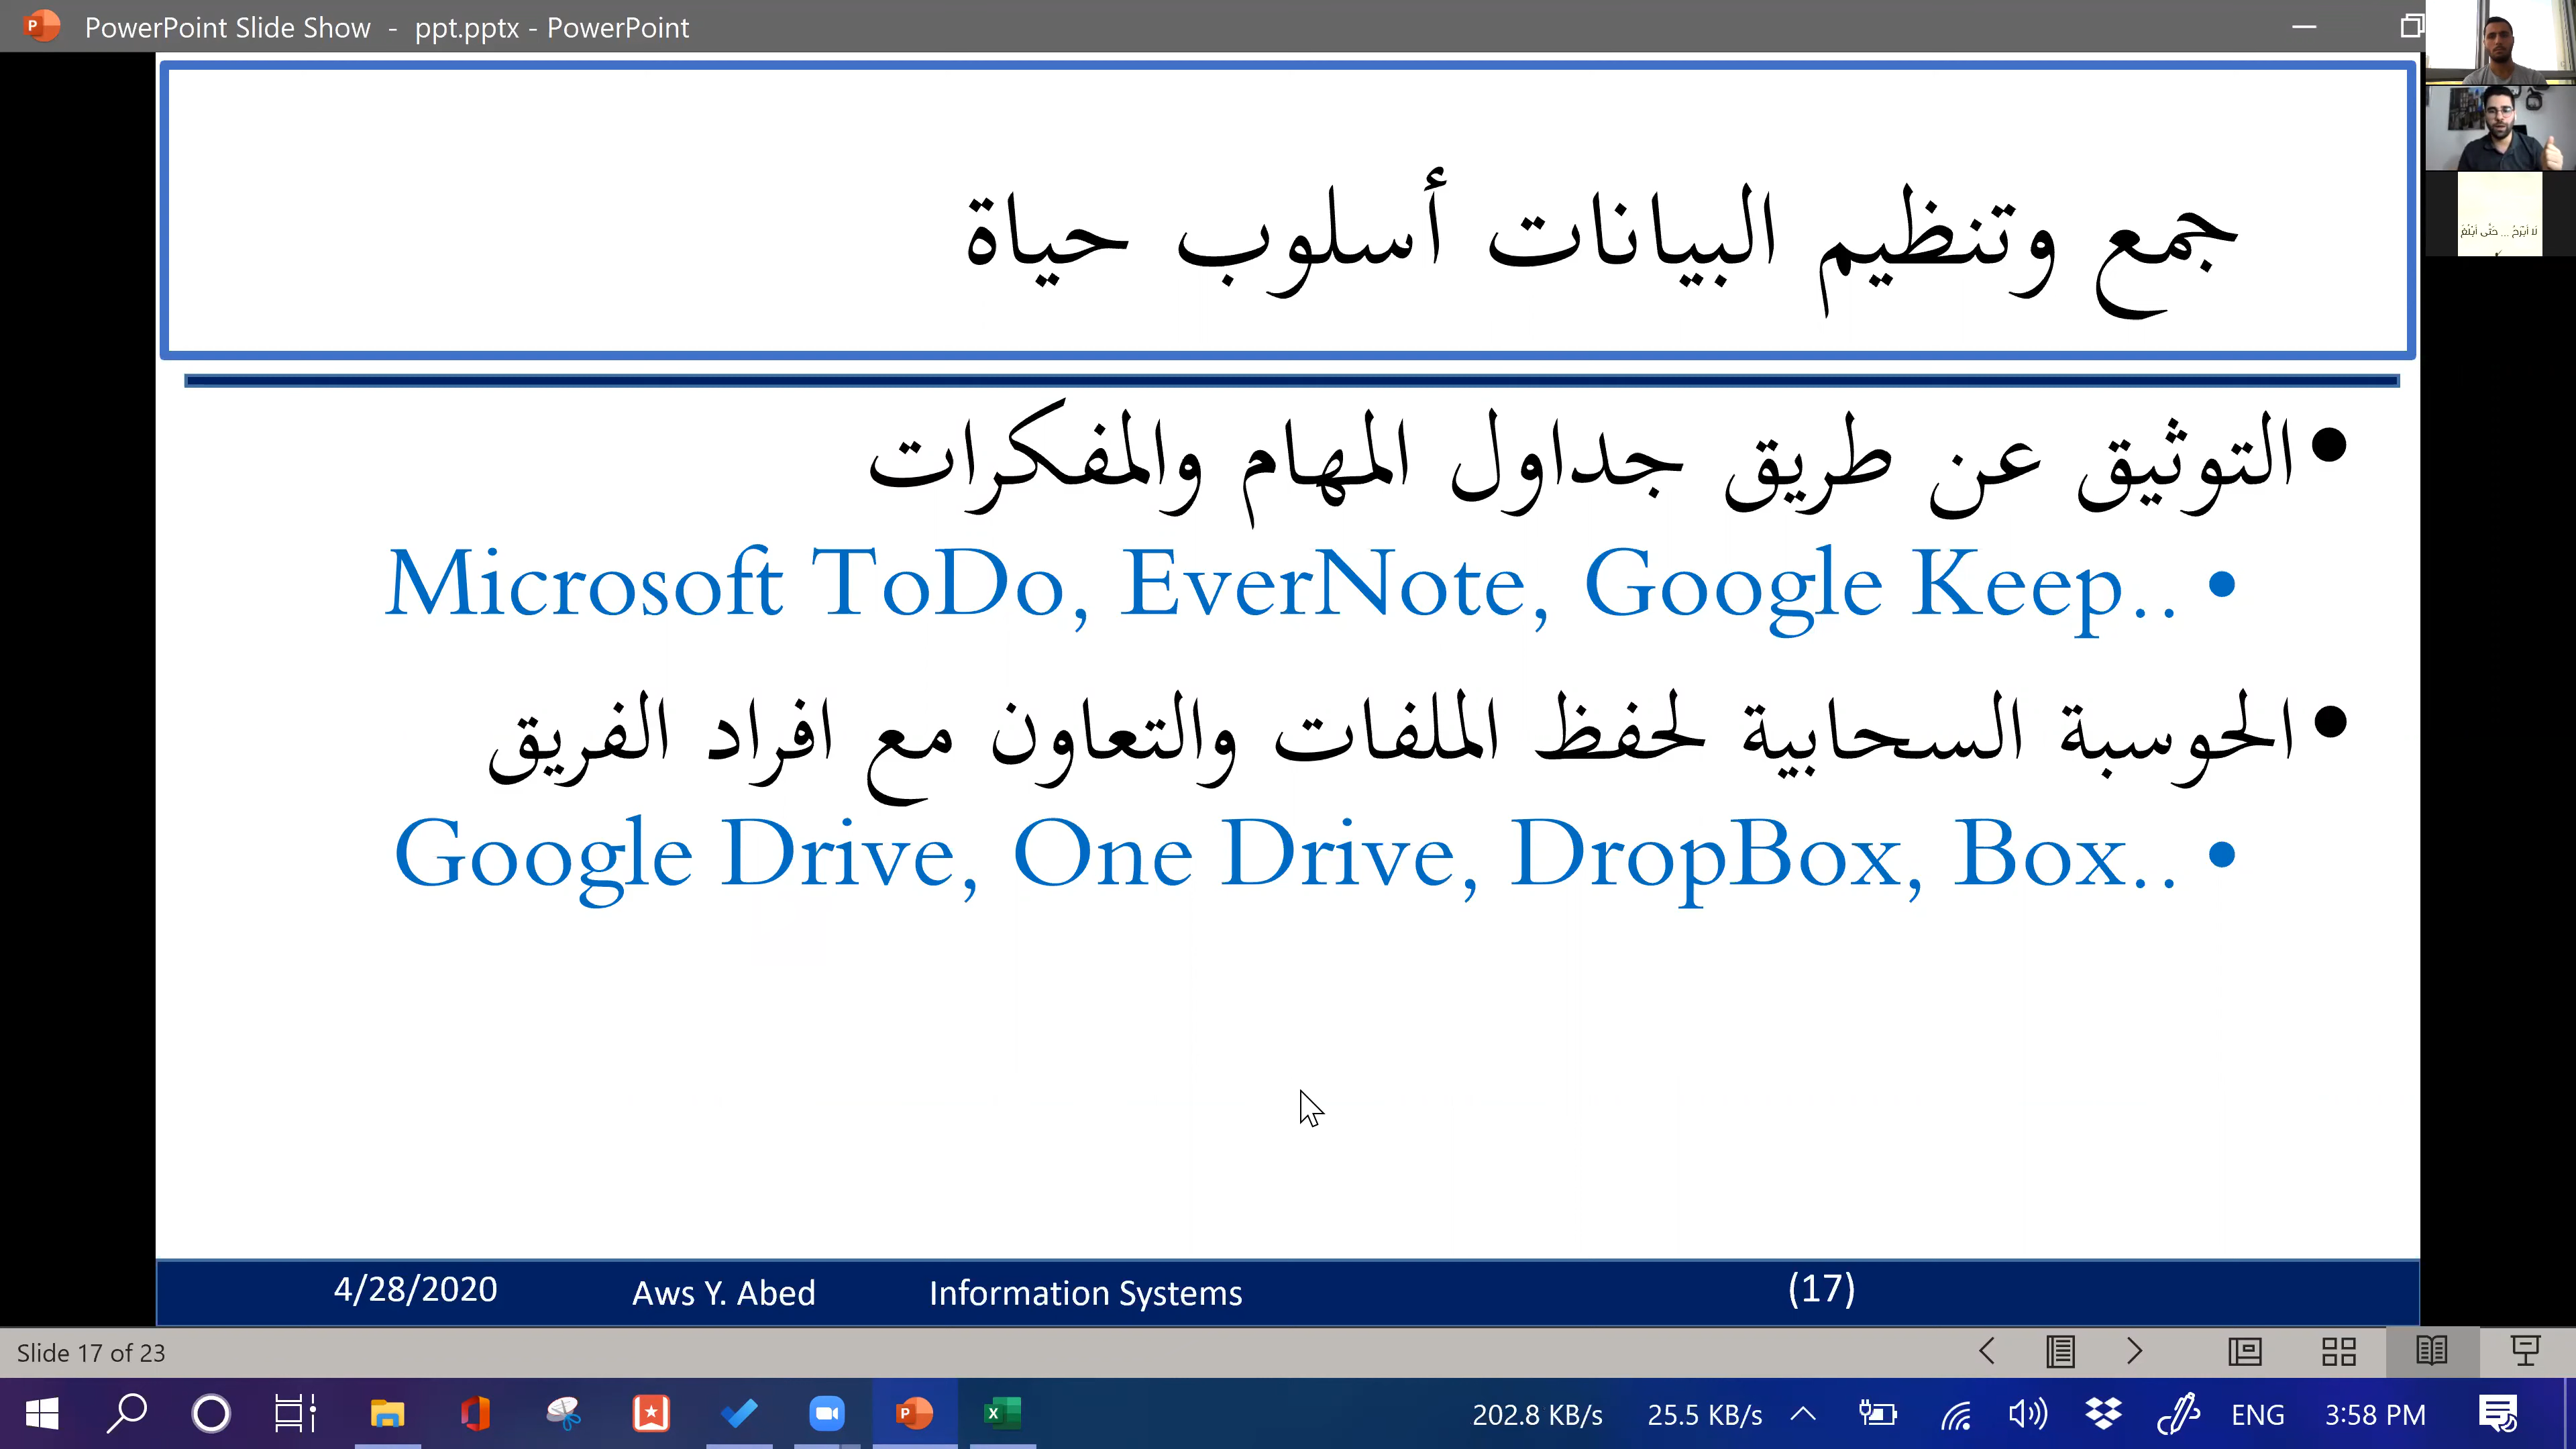 PowerPoint Slide Show - ppt.pptx - PowerPoint
جمع وتنظيم البيانات أسلوب حياة
• التوثيق عن طريق جداول المهام والمفكرات
• Microsoft ToDo, EverNote, Google Keep..
• الحوسبة السحابية لحفظ الملفات والتعاون مع افراد الفريق
• Google Drive, One Drive, DropBox, Box..
لَا أَبْرَحُ ... حَتَّى أَبْلُغَ
4/28/2020 Aws Y. Abed Information Systems (17)
Slide 17 of 23
202.8 KB/s 25.5 KB/s ENG 3:58 PM